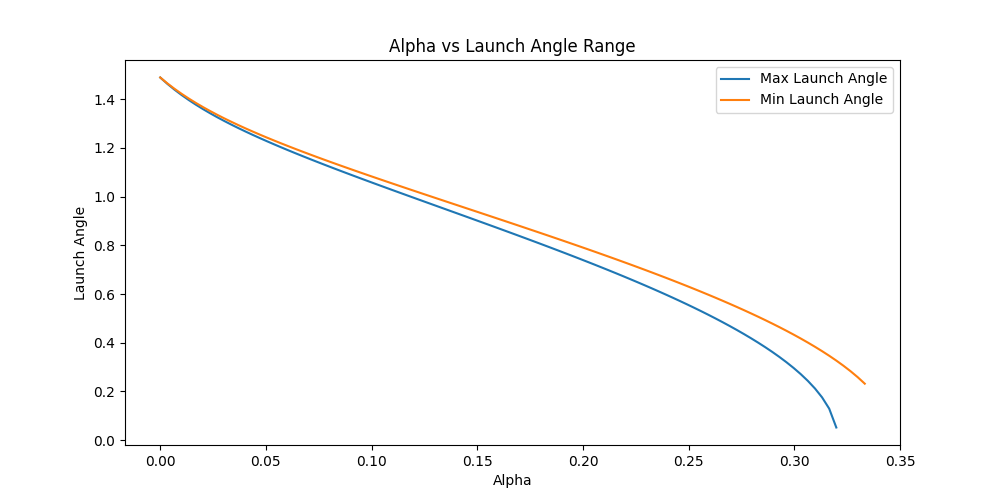 Alpha vs Launch Angle Range
Max Launch Angle
Min Launch Angle
Launch Angle
1.4
1.2
1.0
0.8
0.6
0.4
0.2
0.0
0.00 0.05 0.10 0.15 0.20 0.25 0.30 0.35
Alpha